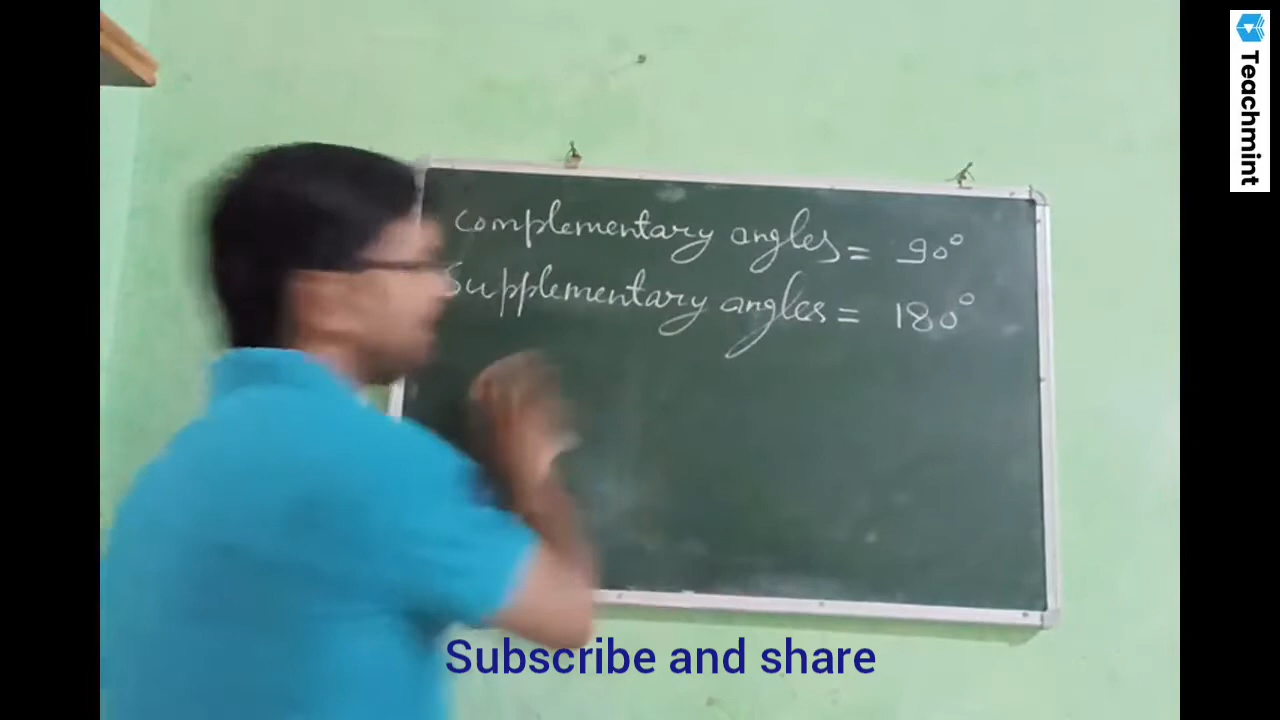 Complementary angles = 90°
Supplementary angles = 180°
Subscribe and share
Teachmint